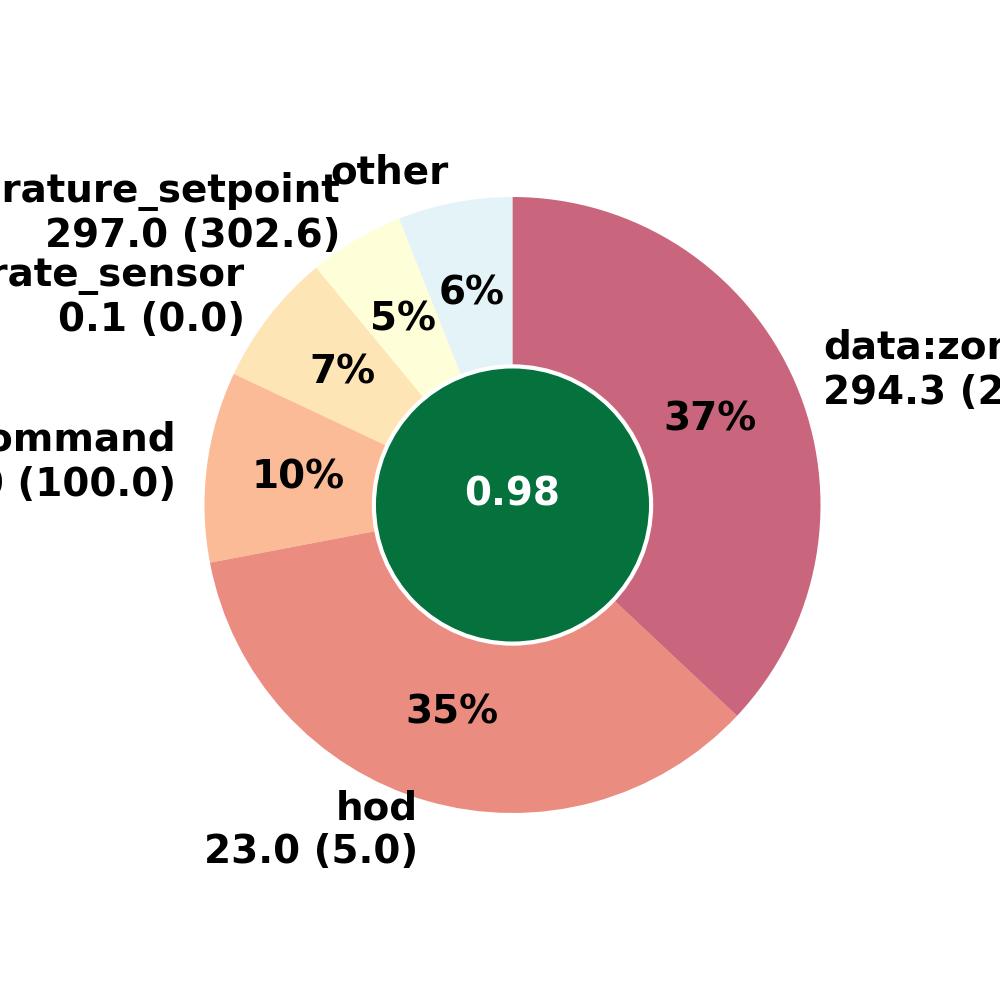 other
rature_setpoint
297.0 (302.6)
rate_sensor
0.1 (0.0)
6%
5%
data:zon
294.3 (2
7%
37%
ommand
(100.0)
10%
0.98
35%
hod
23.0 (5.0)